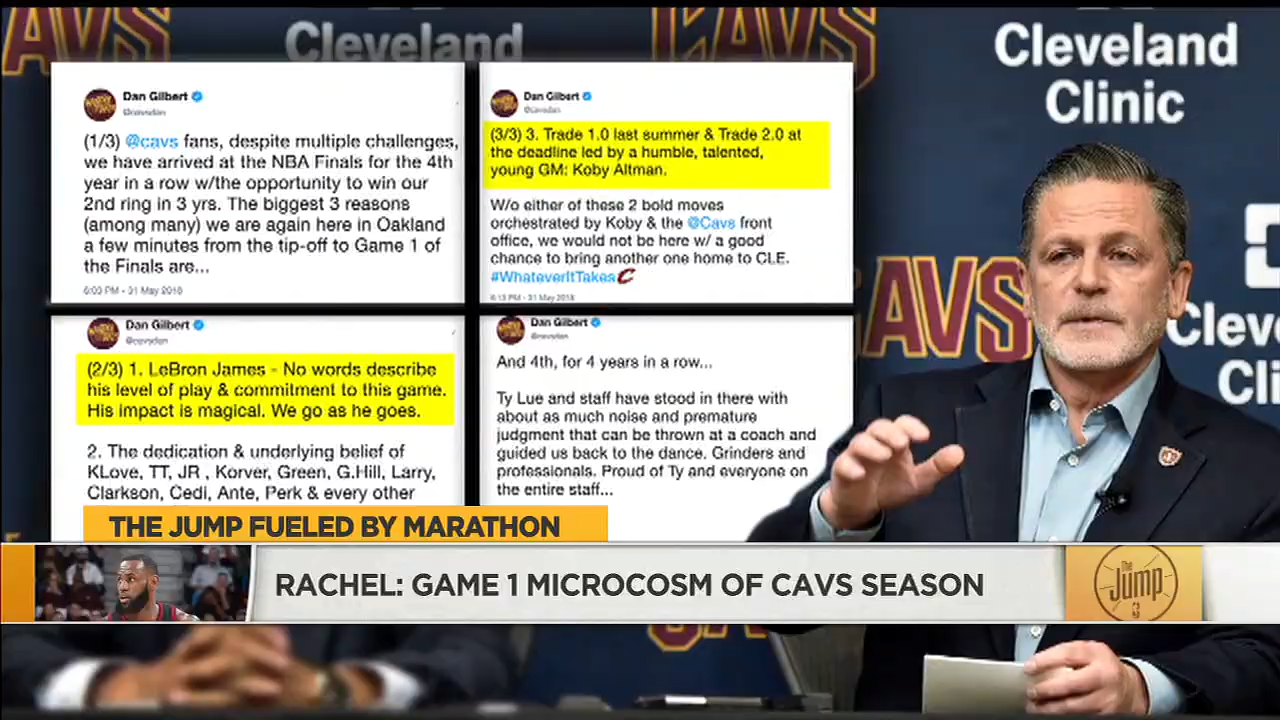 CAVS
Cleveland
CAVS
Cleveland
Clinic
Dan Gilbert
@cavsdan
(1/3) @cavs fans, despite multiple challenges,
we have arrived at the NBA Finals for the 4th
year in a row w/the opportunity to win our
2nd ring in 3 yrs. The biggest 3 reasons
(among many) we are again here in Oakland
a few minutes from the tip-off to Game 1 of
the Finals are...
6:03 PM - 31 May 2018
Dan Gilbert
@cavsdan
(3/3) 3. Trade 1.0 last summer & Trade 2.0 at
the deadline led by a humble, talented,
young GM: Koby Altman.
W/o either of these 2 bold moves
orchestrated by Koby & the @Cavs front
office, we would not be here w/ a good
chance to bring another one home to CLE.
#WhateverItTakes
6:13 PM - 31 May 2018
Dan Gilbert
@cavsdan
(2/3) 1. LeBron James - No words describe
his level of play & commitment to this game.
His impact is magical. We go as he goes.
2. The dedication & underlying belief of
KLove, TT, JR , Korver, Green, G.Hill, Larry,
Clarkson, Cedi, Ante, Perk & every other
Dan Gilbert
@cavsdan
And 4th, for 4 years in a row...
Ty Lue and staff have stood in there with
about as much noise and premature
judgment that can be thrown at a coach and
guided us back to the dance. Grinders and
professionals. Proud of Ty and everyone on
the entire staff...
CAVS
Cleve
Cli
THE JUMP FUELED BY MARATHON
RACHEL: GAME 1 MICROCOSM OF CAVS SEASON
The
Jump